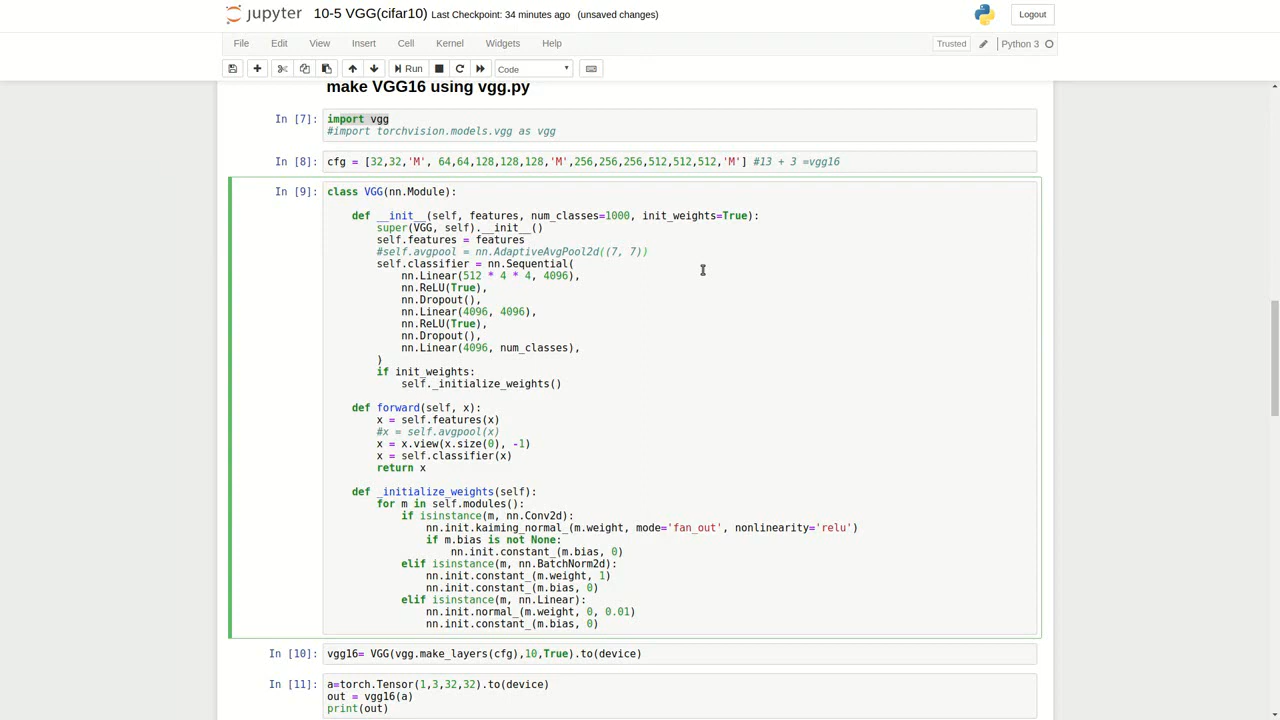 jupyter 10-5 VGG(cifar10) Last Checkpoint: 34 minutes ago (unsaved changes) Logout
File Edit View Insert Cell Kernel Widgets Help Trusted Python 3
Run Code
make VGG16 using vgg.py
In [7]: import vgg
#import torchvision.models.vgg as vgg
In [8]: cfg = [32,32,'M', 64,64,128,128,128,'M',256,256,256,512,512,512,'M'] #13 + 3 =vgg16
In [9]: class VGG(nn.Module):
def __init__(self, features, num_classes=1000, init_weights=True):
super(VGG, self).__init__()
self.features = features
#self.avgpool = nn.AdaptiveAvgPool2d((7, 7))
self.classifier = nn.Sequential(
nn.Linear(512 * 4 * 4, 4096),
nn.ReLU(True),
nn.Dropout(),
nn.Linear(4096, 4096),
nn.ReLU(True),
nn.Dropout(),
nn.Linear(4096, num_classes),
)
if init_weights:
self._initialize_weights()
def forward(self, x):
x = self.features(x)
#x = self.avgpool(x)
x = x.view(x.size(0), -1)
x = self.classifier(x)
return x
def _initialize_weights(self):
for m in self.modules():
if isinstance(m, nn.Conv2d):
nn.init.kaiming_normal_(m.weight, mode='fan_out', nonlinearity='relu')
if m.bias is not None:
nn.init.constant_(m.bias, 0)
elif isinstance(m, nn.BatchNorm2d):
nn.init.constant_(m.weight, 1)
nn.init.constant_(m.bias, 0)
elif isinstance(m, nn.Linear):
nn.init.normal_(m.weight, 0, 0.01)
nn.init.constant_(m.bias, 0)
In [10]: vgg16= VGG(vgg.make_layers(cfg),10,True).to(device)
In [11]: a=torch.Tensor(1,3,32,32).to(device)
out = vgg16(a)
print(out)